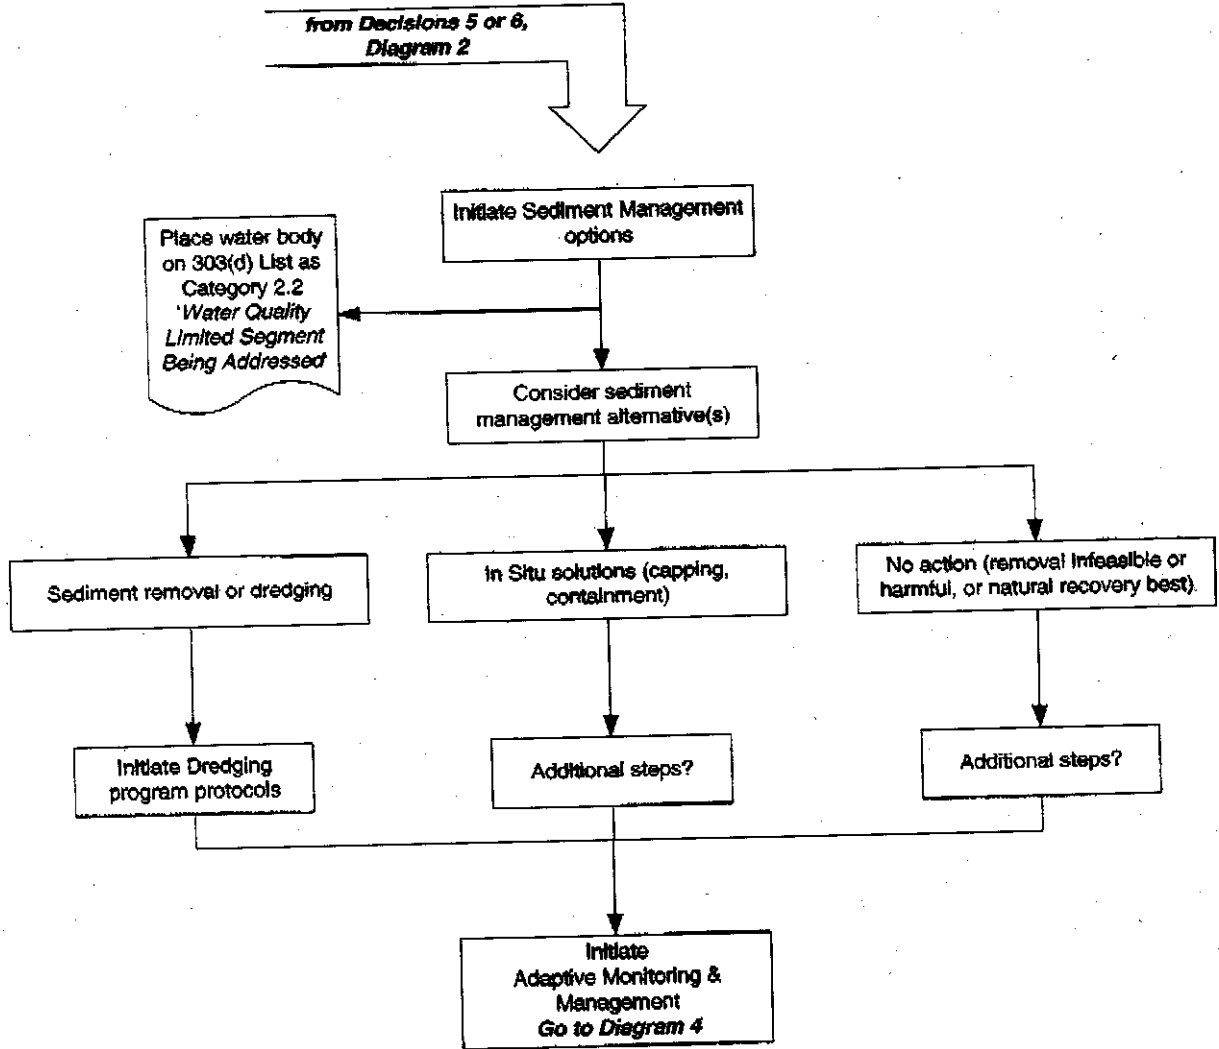 from Decisions 5 or 6,
Diagram 2
Initiate Sediment Management
options
Place water body
on 303(d) List as
Category 2.2
'Water Quality
Limited Segment
Being Addressed
Consider sediment
management alternative(s)
Sediment removal or dredging
In Situ solutions (capping,
containment)
No action (removal infeasible or
harmful, or natural recovery best).
Initiate Dredging
program protocols
Additional steps?
Additional steps?
Initiate
Adaptive Monitoring &
Management
Go to Diagram 4